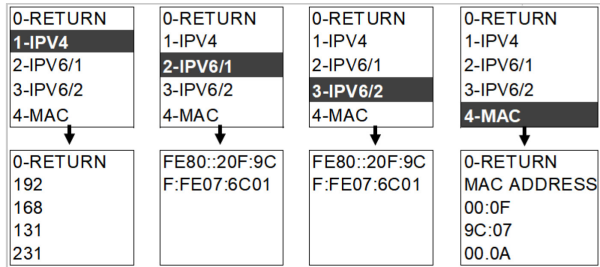 0-RETURN
1-IPV4
2-IPV6/1
3-IPV6/2
4-MAC
0-RETURN
192
168
131
231
0-RETURN
1-IPV4
2-IPV6/1
3-IPV6/2
4-MAC
FE80::20F:9C
F:FE07:6C01
0-RETURN
1-IPV4
2-IPV6/1
3-IPV6/2
4-MAC
FE80::20F:9C
F:FE07:6C01
0-RETURN
1-IPV4
2-IPV6/1
3-IPV6/2
4-MAC
0-RETURN
MAC ADDRESS
00:0F
9C:07
00.0A